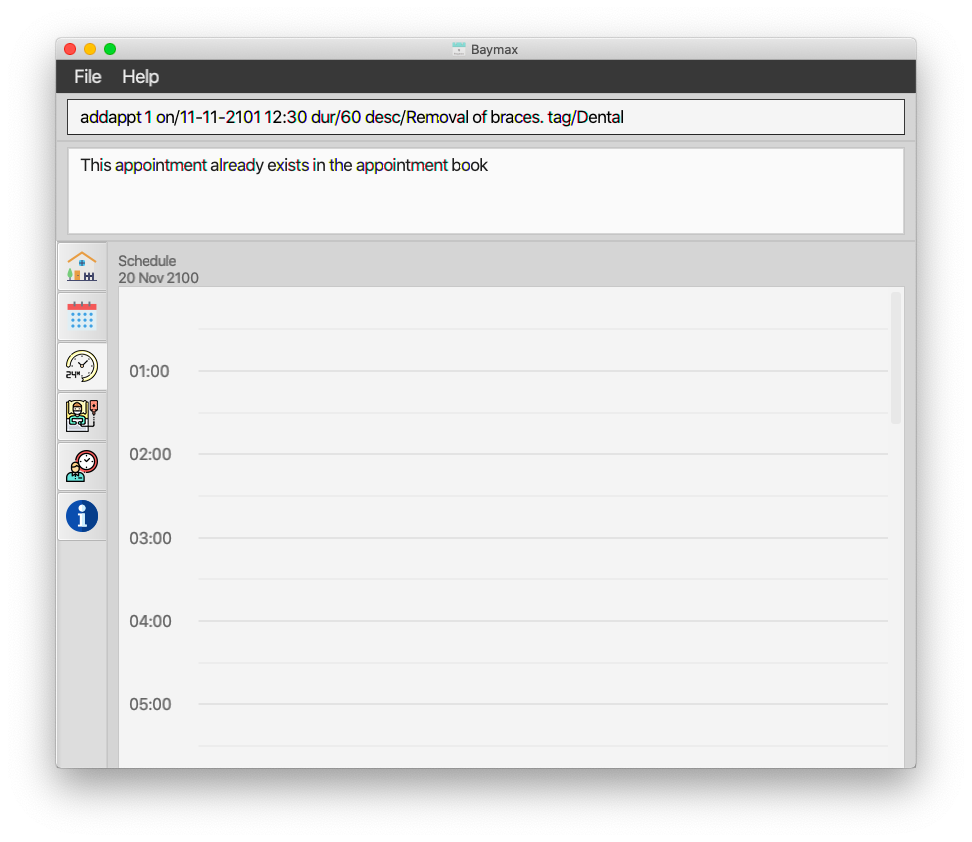 Baymax
File Help
addappt 1 on/11-11-2101 12:30 dur/60 desc/Removal of braces. tag/Dental
This appointment already exists in the appointment book
Schedule
20 Nov 2100
01:00
24H
02:00
03:00
04:00
05:00